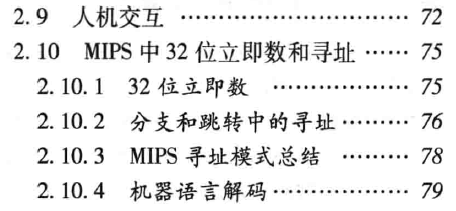 2.9 人机交互 ………………………… 72
2.10 MIPS 中 32 位立即数和寻址 …… 75
2.10.1 32 位立即数 ……………… 75
2.10.2 分支和跳转中的寻址……… 76
2.10.3 MIPS 寻址模式总结 ……… 78
2.10.4 机器语言解码……………… 79